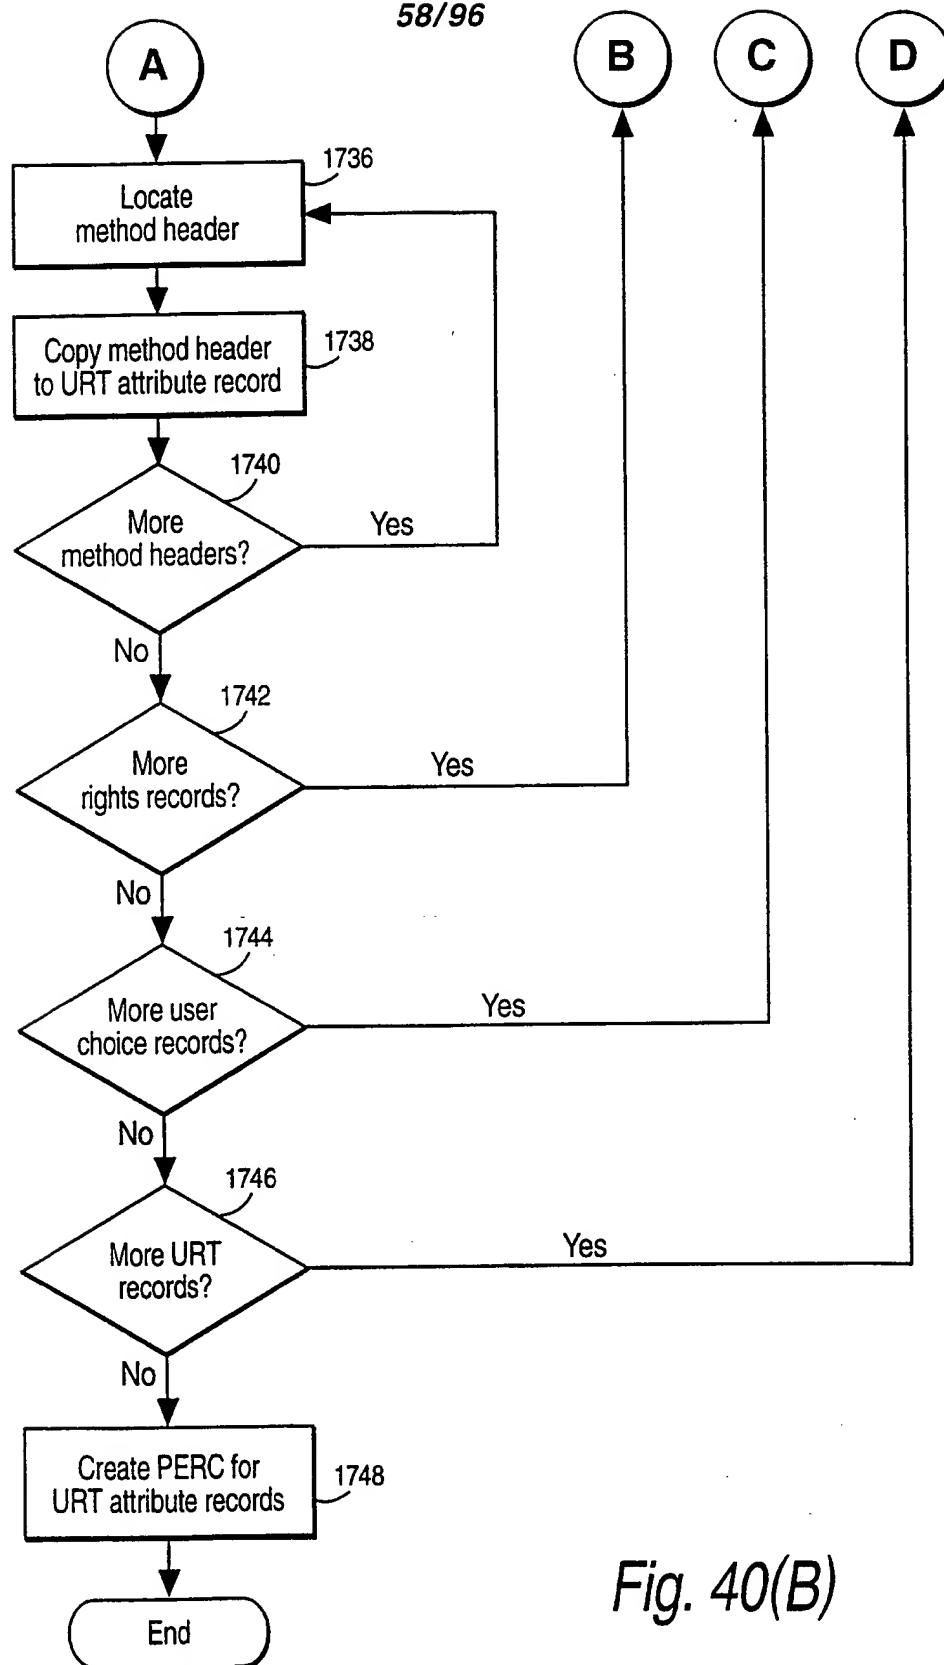 58/96
A
B
C
D
1736
Locate
method header
1738
Copy method header
to URT attribute record
1740
More
method headers?
Yes
No
1742
More
rights records?
Yes
No
1744
More user
choice records?
Yes
No
1746
More URT
records?
Yes
No
Create PERC for
URT attribute records
1748
End
Fig. 40(B)